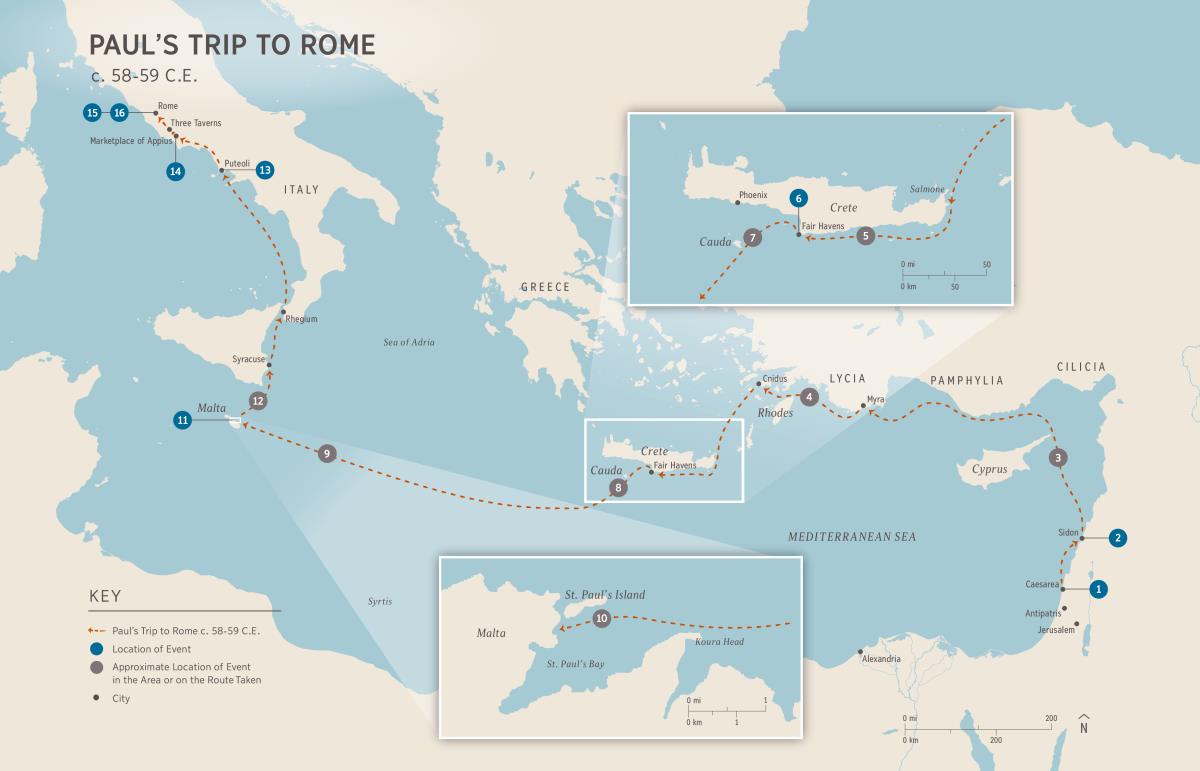 PAUL'S TRIP TO ROME
c. 58-59 C.E.
15
16
Rome
Three Taverns
Marketplace of Appius
14
Puteoli
13
ITALY
Rhegium
Syracuse
12
Malta
11
Sea of Adria
GREECE
9
Phoenix
6
Salmone
Crete
Fair Havens
Cauda
7
5
0 mi
50
0 km
50
Cnidus
LYCIA
PAMPHYLIA
CILICIA
4
Myra
Rhodes
Crete
Fair Havens
Cauda
8
3
Cyprus
MEDITERRANEAN SEA
Sidon
2
Caesarea
1
Antipatris
Jerusalem
Alexandria
Syrtis
St. Paul's Island
10
Malta
Koura Head
St. Paul's Bay
0 mi
1
0 km
1
0 mi
200
0 km
200
N
KEY
Paul's Trip to Rome c. 58-59 C.E.
Location of Event
Approximate Location of Event
in the Area or on the Route Taken
City